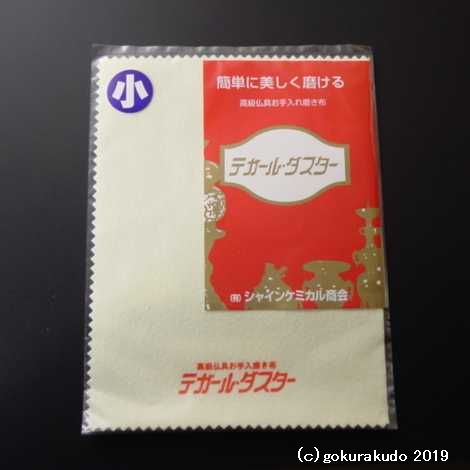 小
簡単に美しく磨ける
高級仏具お手入れ磨き布
テガール・ダスター
(有) シャインケミカル商会
高級仏具お手入磨き布
テガール・ダスター
(c)gokurakudo 2019